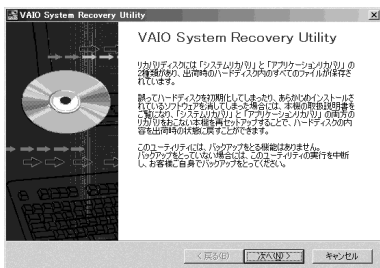 VAIO System Recovery Utility
VAIO System Recovery Utility
リカバリディスクには「システムリカバリ」と「アプリケーションリカバリ」の
2種類があり、出荷時のハードディスク内のすべてのファイルが保存さ
れています。
誤ってハードディスクを初期化してしまったり、あらかじめインストールさ
れているソフトウェアを消してしまった場合には、本機の取扱説明書を
ご覧になり、「システムリカバリ」と「アプリケーションリカバリ」の両方の
リカバリをおこない本機を再セットアップすることで、ハードディスクの内
容を出荷時の状態に戻すことができます。
このユーティリティには、バックアップをとる機能はありません。
バックアップをとっていない場合には、このユーティリティの実行を中断
し、お客様ご自身でバックアップをとってください。
< 戻る(B)
次へ(N) >
キャンセル